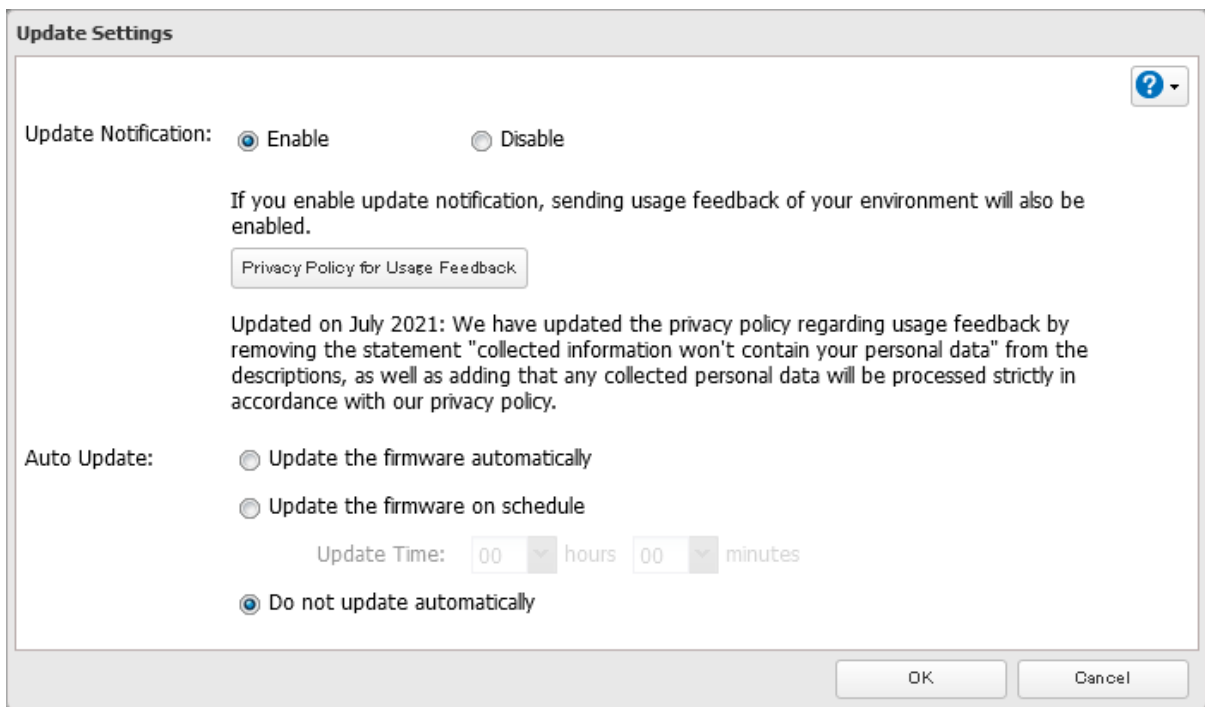 Update Settings
?
Update Notification: Enable Disable
If you enable update notification, sending usage feedback of your environment will also be
enabled.
Privacy Policy for Usage Feedback
Updated on July 2021: We have updated the privacy policy regarding usage feedback by
removing the statement "collected information won't contain your personal data" from the
descriptions, as well as adding that any collected personal data will be processed strictly in
accordance with our privacy policy.
Auto Update: Update the firmware automatically
Update the firmware on schedule
Update Time: 00 hours 00 minutes
Do not update automatically
OK Cancel